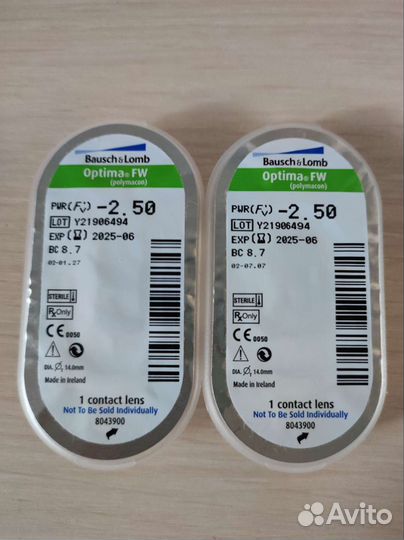 Bausch & Lomb
Optima® FW
(polymacon)
PWR(Fv) -2.50
LOT Y21906494
EXP 2025-06
BC 8.7
02-01.27
STERILE
Rx Only
CE 0050
DIA. Ø, 14.0mm
Made in Ireland
1 contact lens
Not To Be Sold Individually
8043900
Bausch & Lomb
Optima® FW
(polymacon)
PWR(Fv) -2.50
LOT Y21906494
EXP 2025-06
BC 8.7
02-07.07
STERILE
Rx Only
CE 0050
DIA. Ø, 14.0mm
Made in Ireland
1 contact lens
Not To Be Sold Individually
8043900
Avito